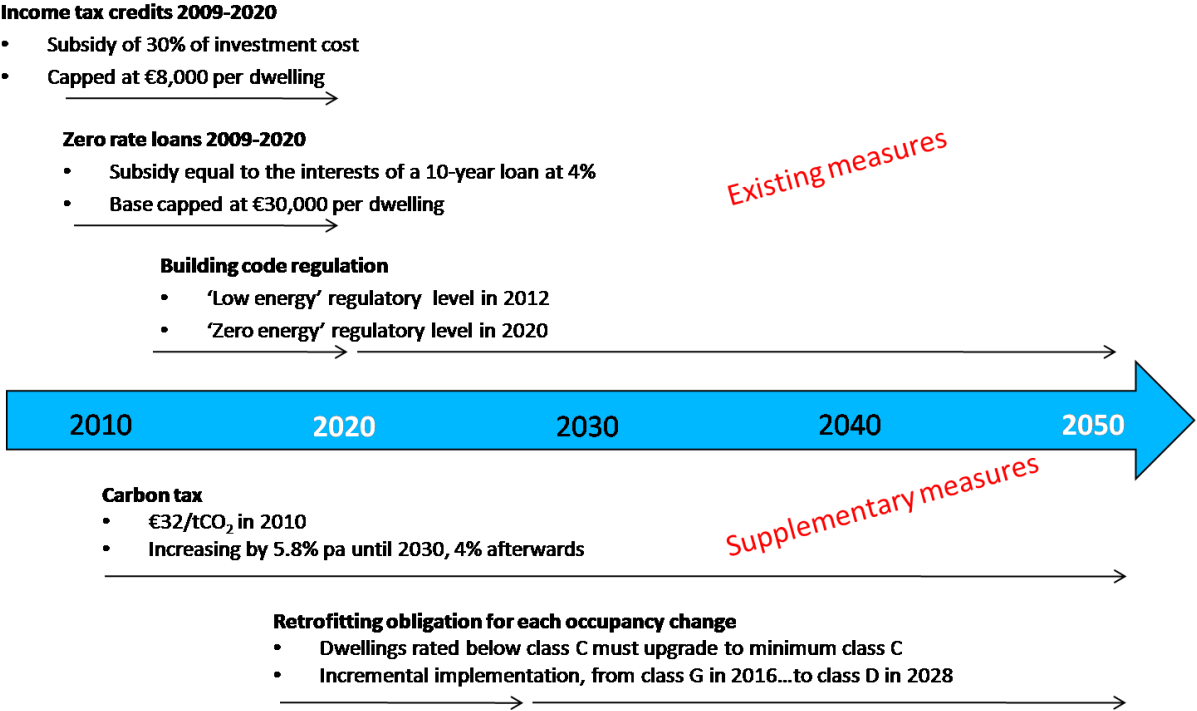 Income tax credits 2009-2020
• Subsidy of 30% of investment cost
• Capped at €8,000 per dwelling
Zero rate loans 2009-2020
• Subsidy equal to the interests of a 10-year loan at 4%
• Base capped at €30,000 per dwelling
Existing measures
Building code regulation
• ‘Low energy’ regulatory level in 2012
• ‘Zero energy’ regulatory level in 2020
2010 2020 2030 2040 2050
Supplementary measures
Carbon tax
• €32/tCO₂ in 2010
• Increasing by 5.8% pa until 2030, 4% afterwards
Retrofitting obligation for each occupancy change
• Dwellings rated below class C must upgrade to minimum class C
• Incremental implementation, from class G in 2016...to class D in 2028